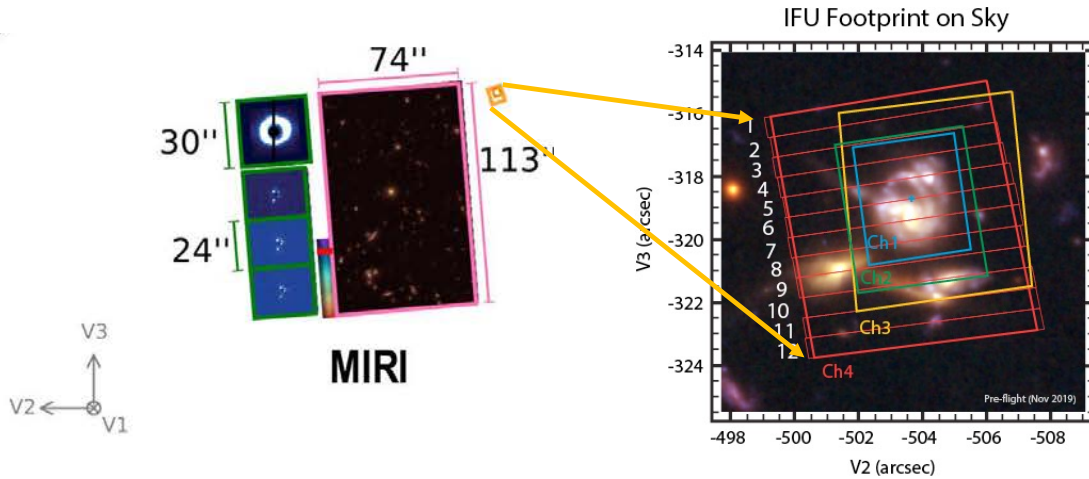 74''
30''
113''
24''
MIRI
V3
V2
V1
IFU Footprint on Sky
-314
-316
-318
-320
-322
-324
V3 (arcsec)
1
2
3
4
5
6
7
8
9
10
11
12
Ch1
Ch2
Ch3
Ch4
Pre-flight (Nov 2019)
-498 -500 -502 -504 -506 -508
V2 (arcsec)